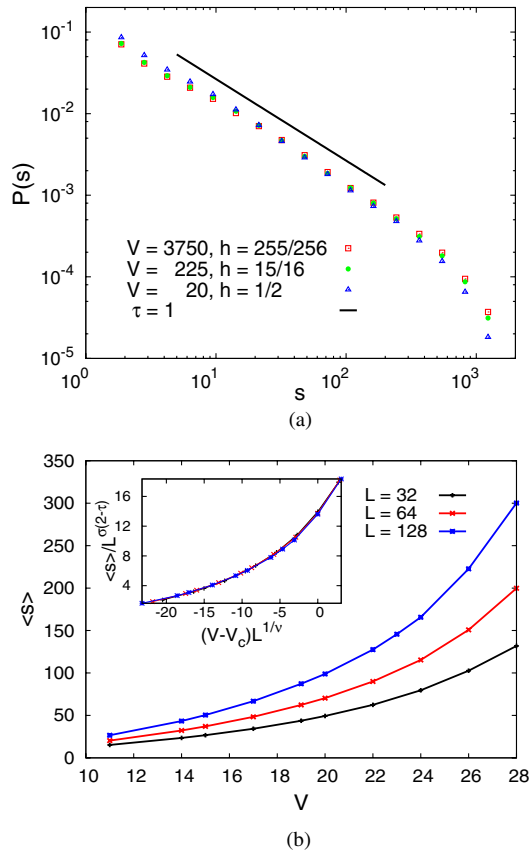 10^-1
10^-2
P(s)
10^-3
V = 3750, h = 255/256
V = 225, h = 15/16
V = 20, h = 1/2
τ = 1
10^-4
10^-5
10^0 10^1 10^2 10^3
s
(a)
350
300
250
200
150
100
50
0
<s>
16
12
8
4
<s>/L^σ(2-τ)
-20 -15 -10 -5 0
(V-V_c)L^1/ν
L = 32
L = 64
L = 128
10 12 14 16 18 20 22 24 26 28
V
(b)